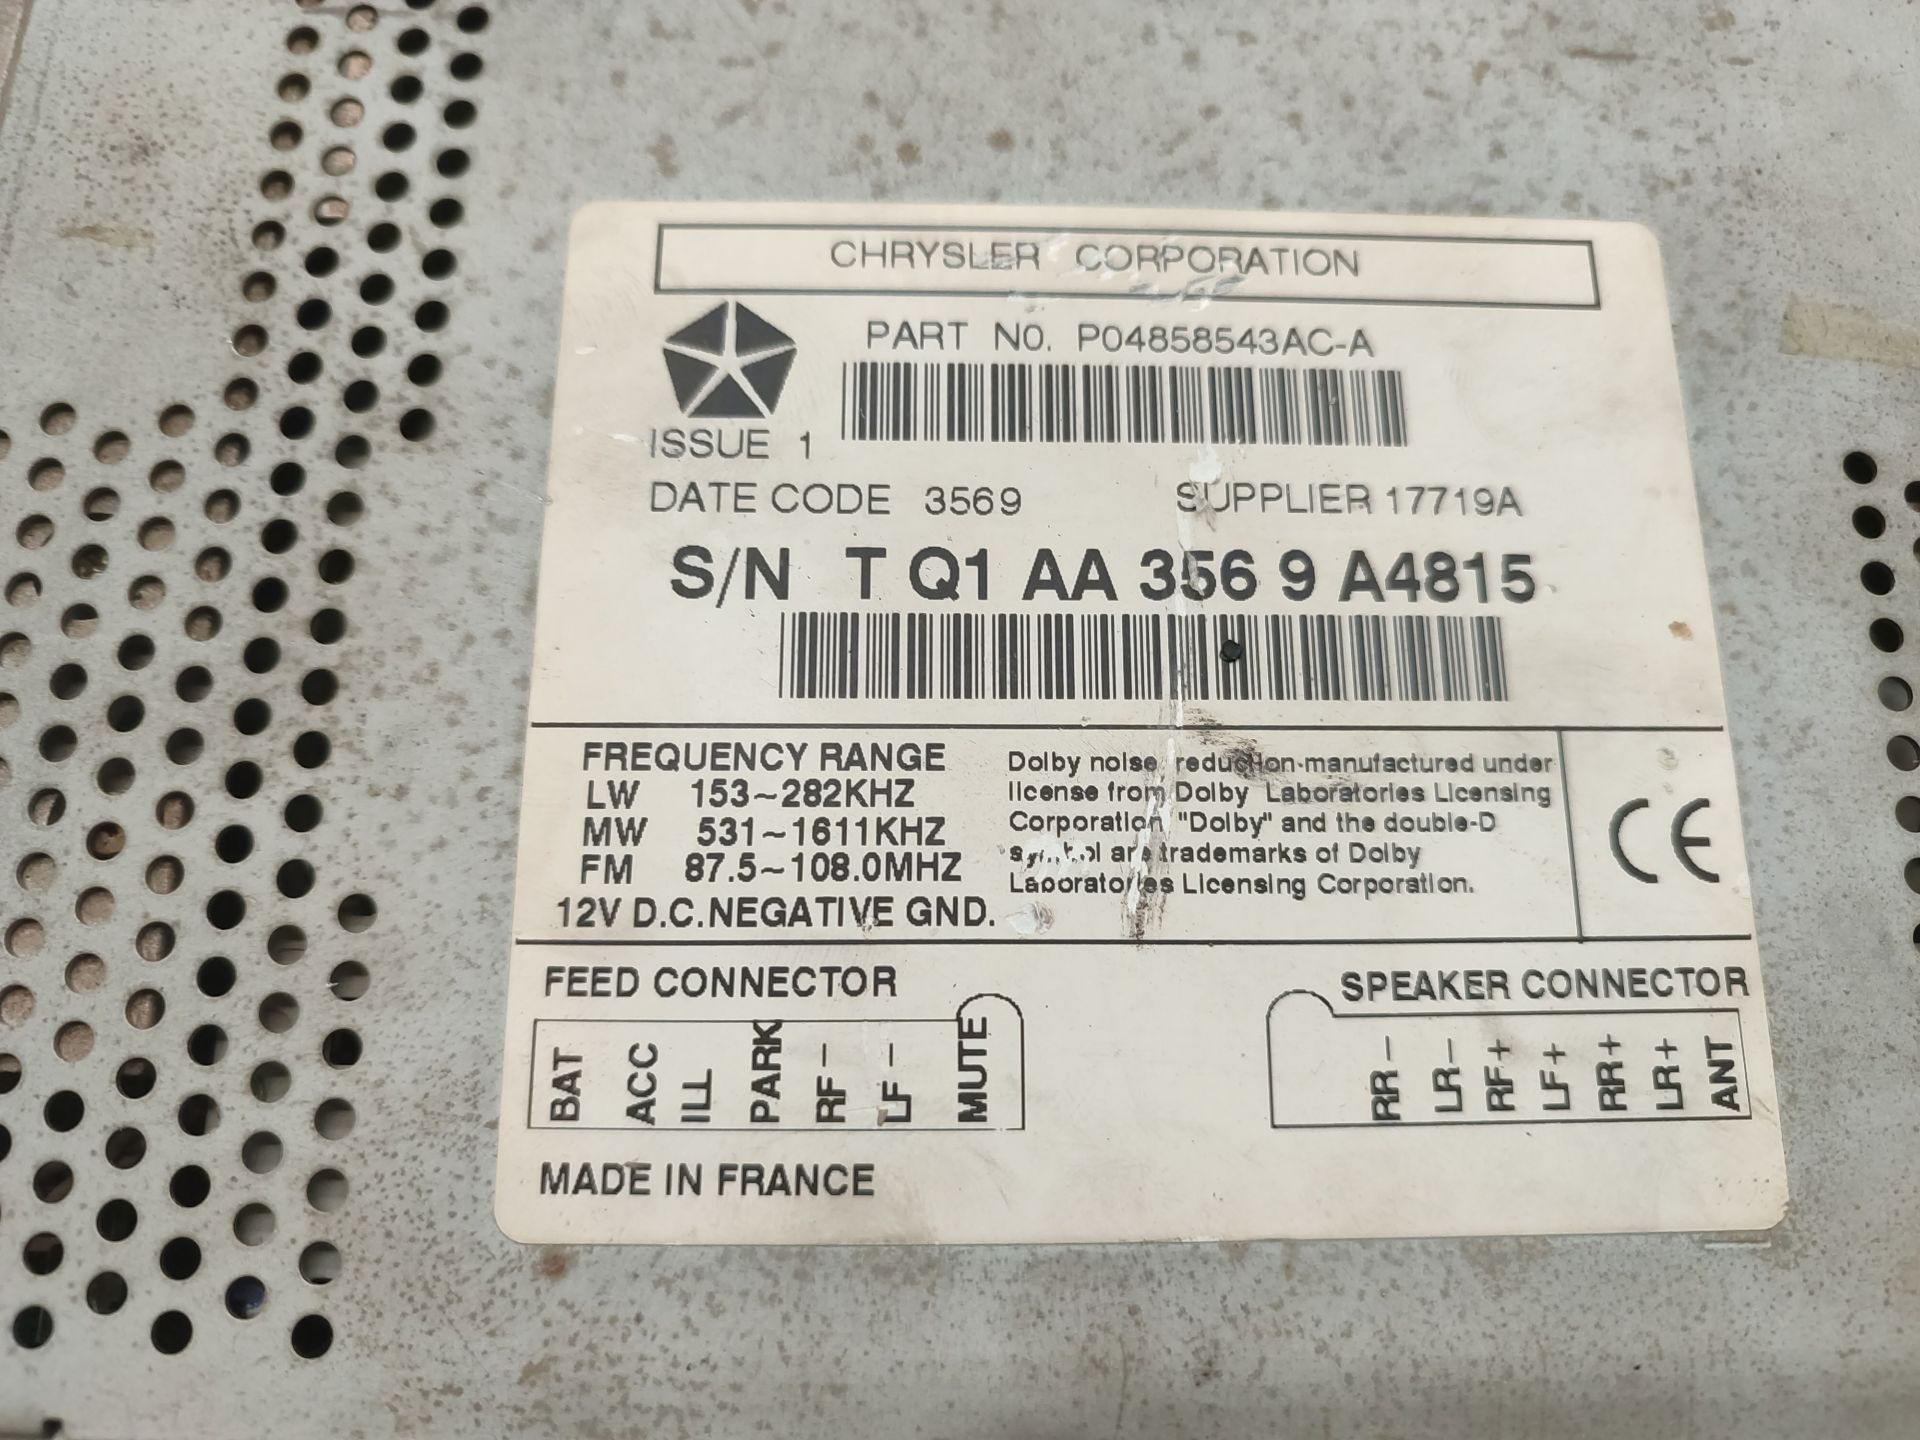 CHRYSLER CORPORATION
PART NO. P04858543AC-A
ISSUE 1
DATE CODE 3569 SUPPLIER 17719A
S/N T Q1 AA 356 9 A4815
FREQUENCY RANGE
LW 153~282KHZ
MW 531~1611KHZ
FM 87.5~108.0MHZ
12V D.C.NEGATIVE GND.
Dolby noise reduction manufactured under
license from Dolby Laboratories Licensing
Corporation "Dolby" and the double-D
symbol are trademarks of Dolby
Laboratories Licensing Corporation.
CE
FEED CONNECTOR
BAT ACC ILL PARK RF- LF- MUTE
SPEAKER CONNECTOR
RR- LR- RF+ LF+ RR+ LR+ ANT
MADE IN FRANCE